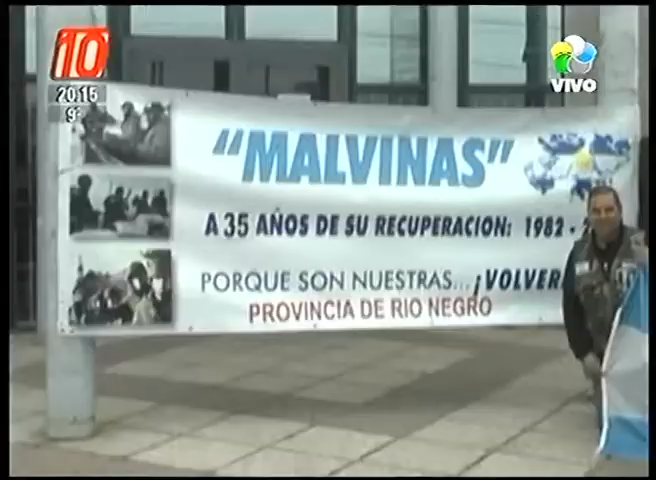 10
20:15
9°
VIVO
"MALVINAS"
A 35 AÑOS DE SU RECUPERACION: 1982 -
PORQUE SON NUESTRAS... ¡VOLVER
PROVINCIA DE RIO NEGRO